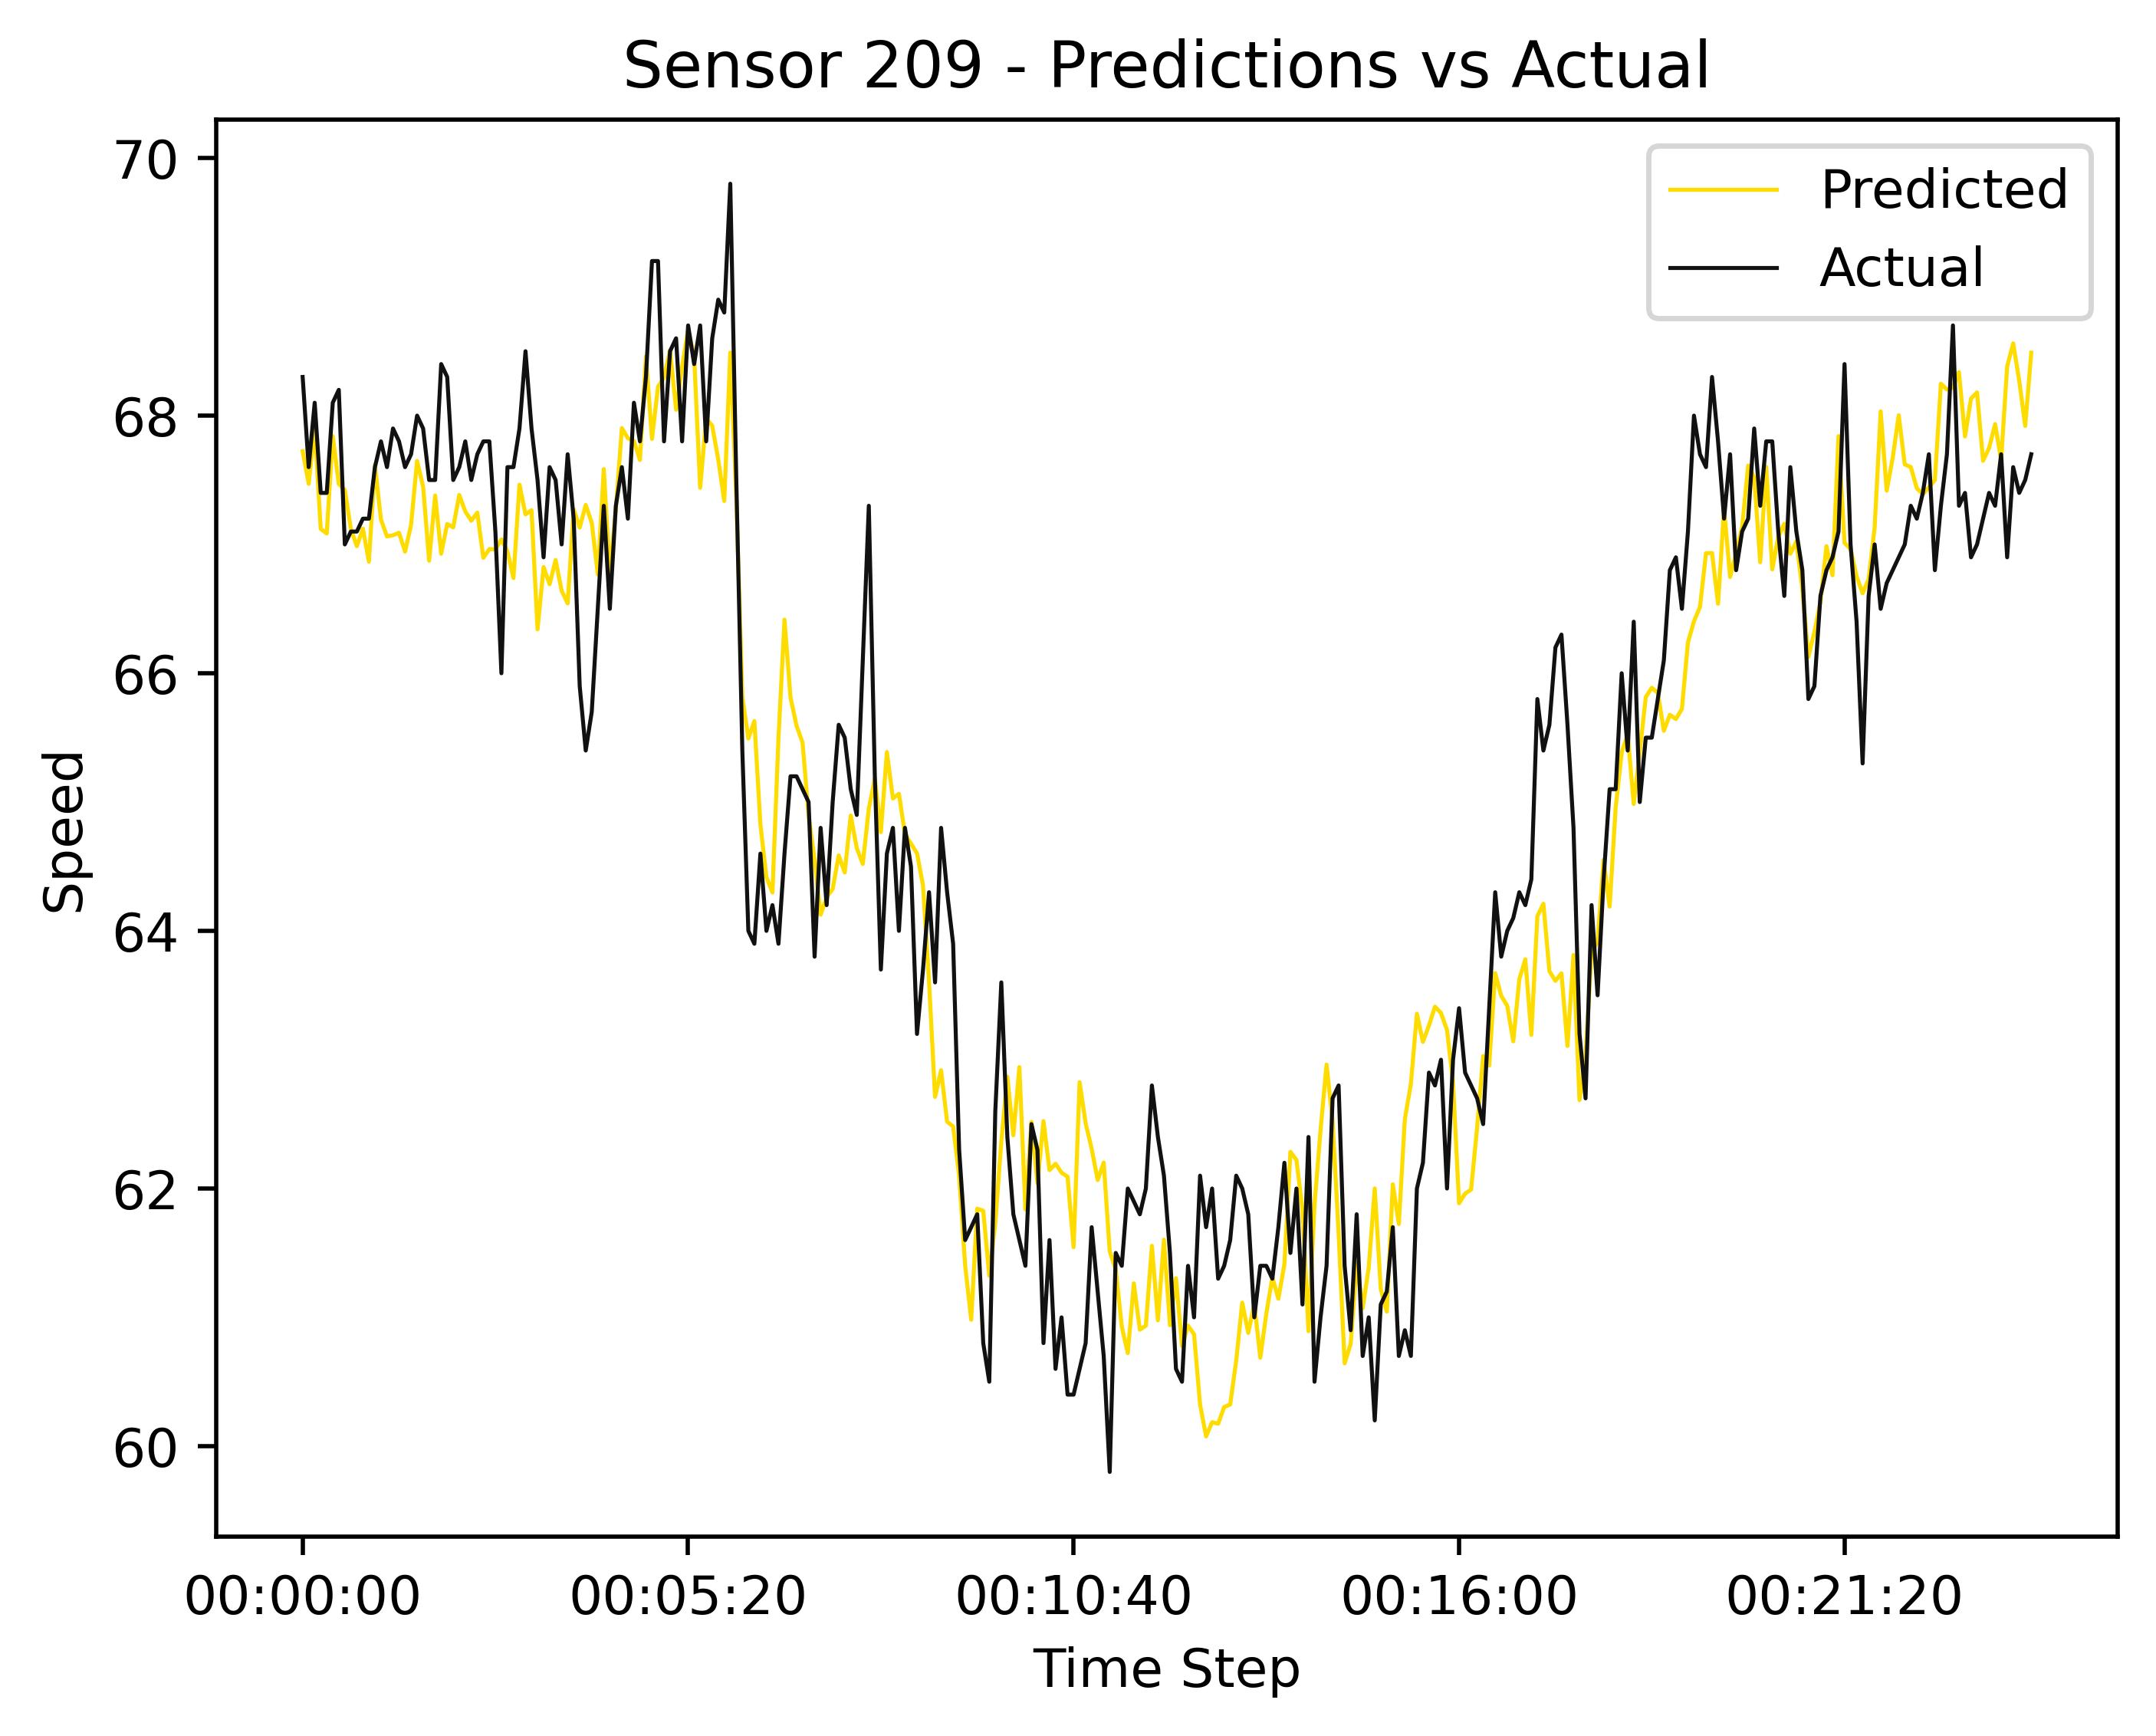 Sensor 209 - Predictions vs Actual
70
68
66
64
62
60
Speed
Predicted
Actual
00:00:00
00:05:20
00:10:40
00:16:00
00:21:20
Time Step